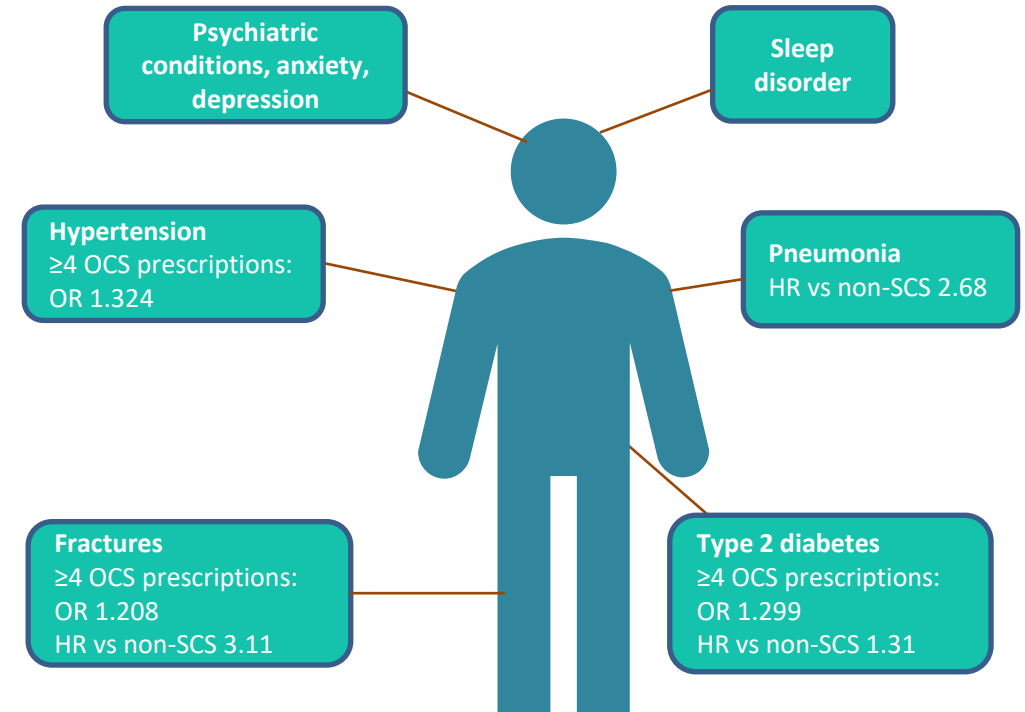 Psychiatric
conditions, anxiety,
depression
Sleep
disorder
Hypertension
≥4 OCS prescriptions:
OR 1.324
Pneumonia
HR vs non-SCS 2.68
Fractures
≥4 OCS prescriptions:
OR 1.208
HR vs non-SCS 3.11
Type 2 diabetes
≥4 OCS prescriptions:
OR 1.299
HR vs non-SCS 1.31